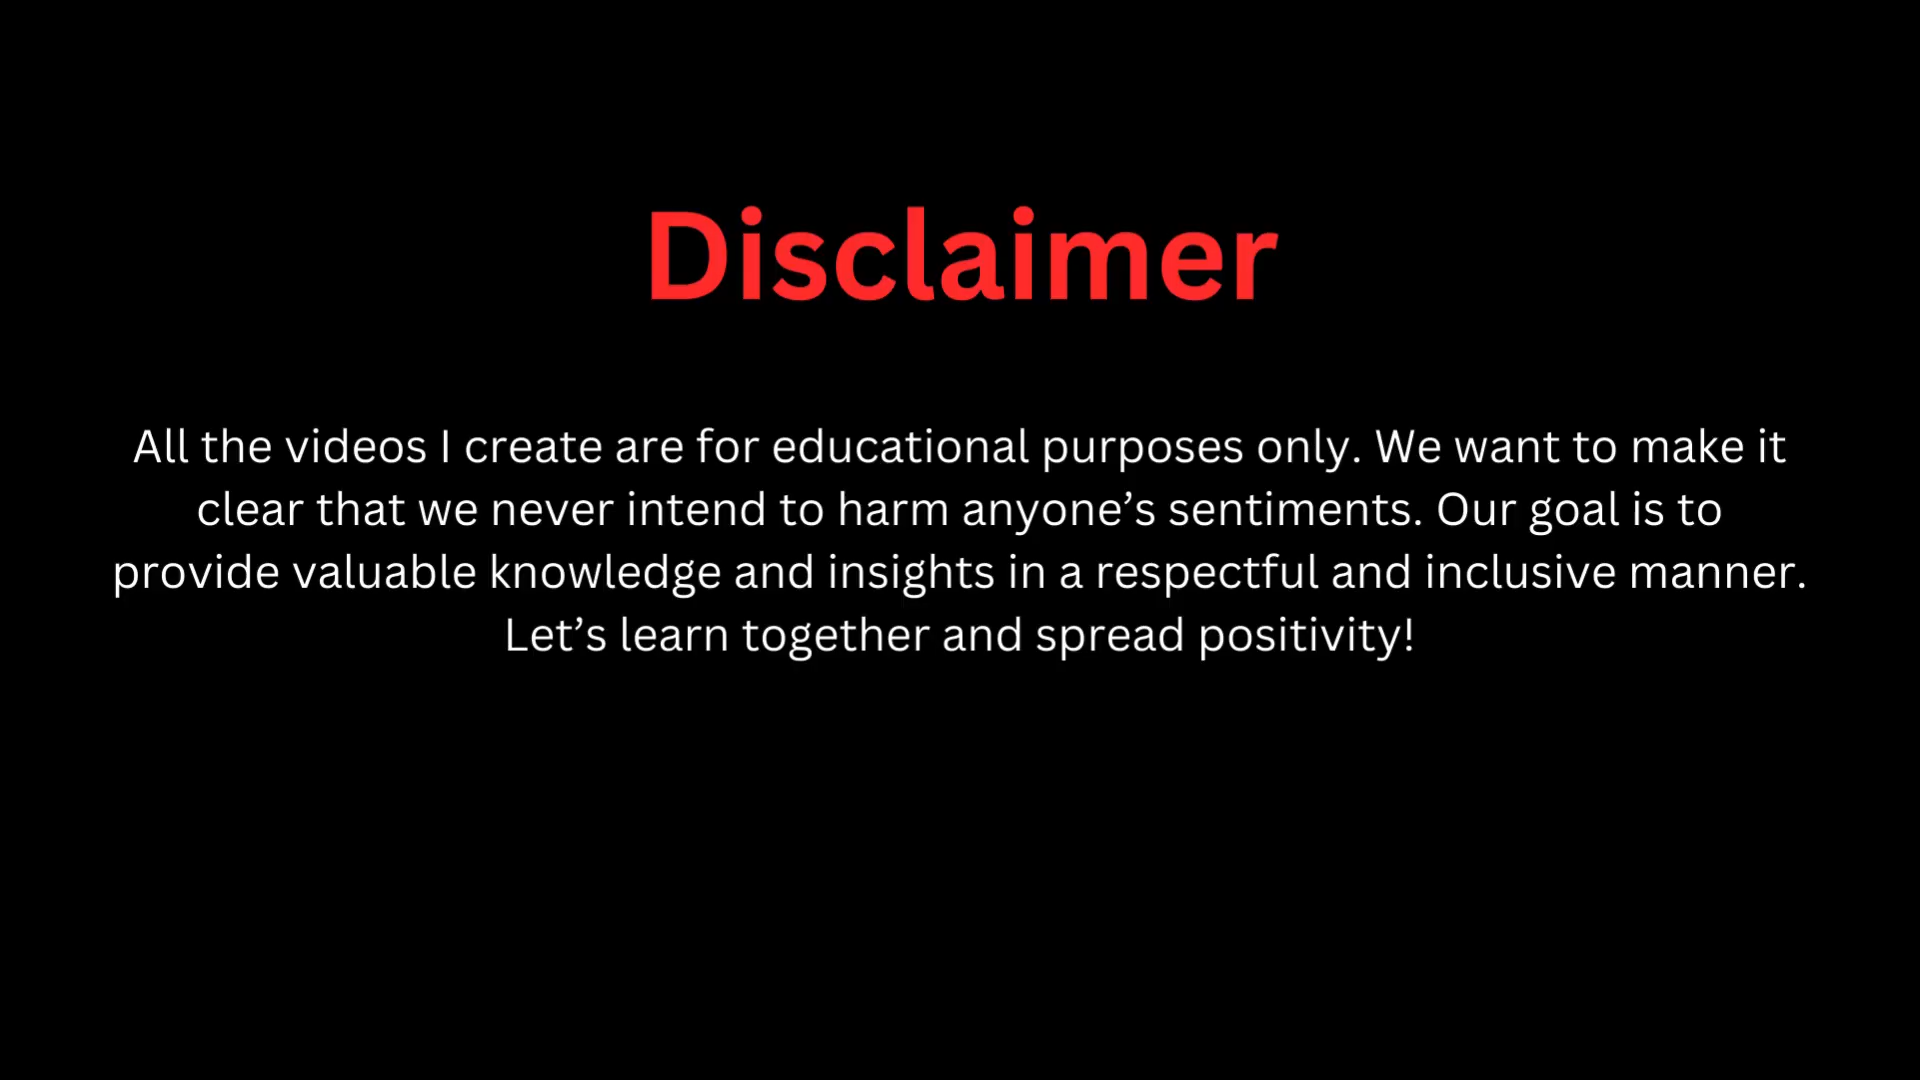 Disclaimer
All the videos I create are for educational purposes only. We want to make it
clear that we never intend to harm anyone’s sentiments. Our goal is to
provide valuable knowledge and insights in a respectful and inclusive manner.
Let’s learn together and spread positivity!